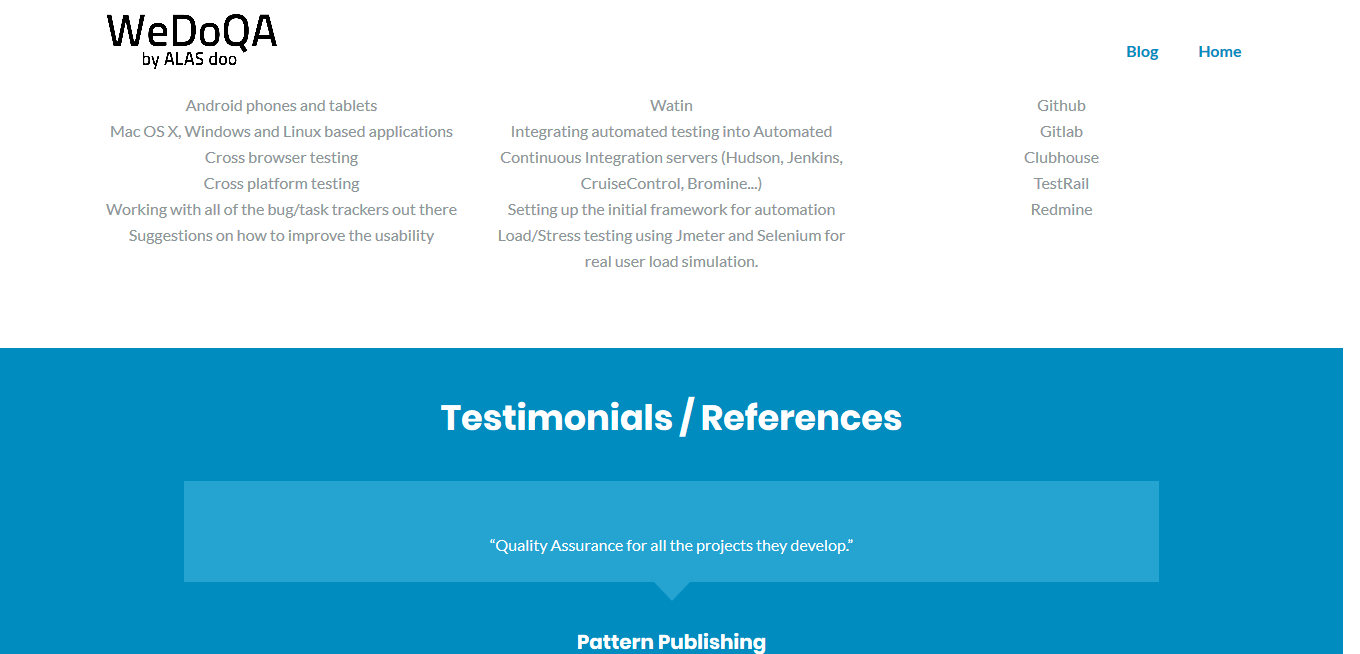 WeDoQA
by ALAS doo
Blog
Home
Android phones and tablets
Mac OS X, Windows and Linux based applications
Cross browser testing
Cross platform testing
Working with all of the bug/task trackers out there
Suggestions on how to improve the usability
Watin
Integrating automated testing into Automated
Continuous Integration servers (Hudson, Jenkins,
CruiseControl, Bromine...)
Setting up the initial framework for automation
Load/Stress testing using Jmeter and Selenium for
real user load simulation.
Github
Gitlab
Clubhouse
TestRail
Redmine
Testimonials / References
“Quality Assurance for all the projects they develop.”
Pattern Publishing